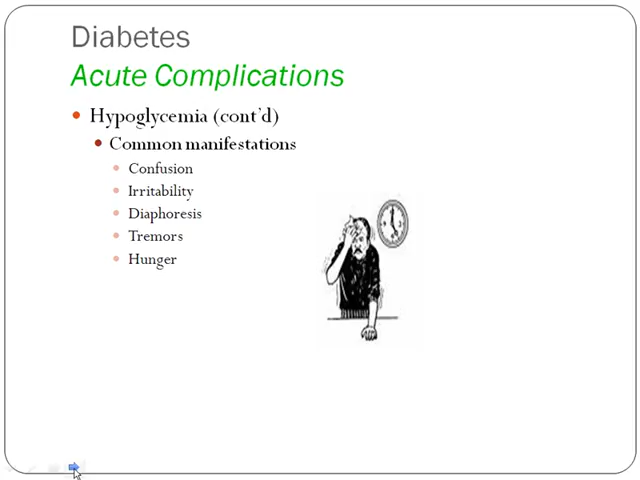 Diabetes
Acute Complications
Hypoglycemia (cont'd)
Common manifestations
Confusion
Irritability
Diaphoresis
Tremors
Hunger